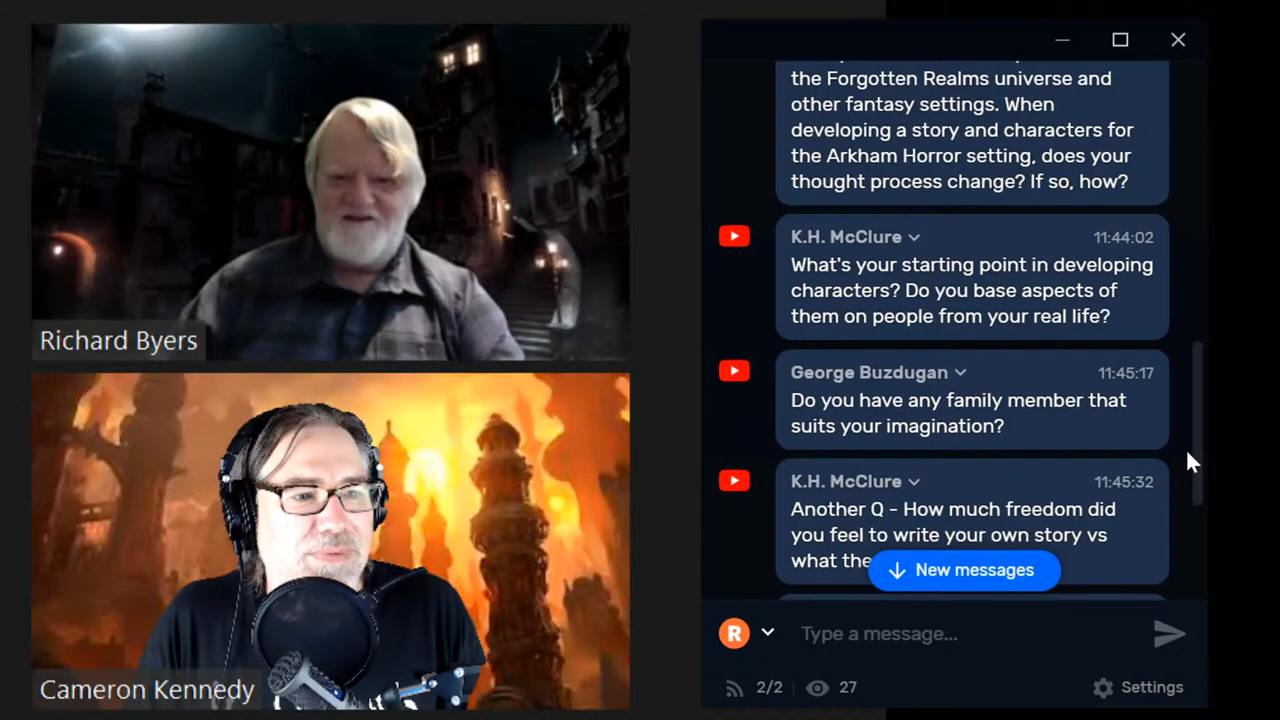 Richard Byers
Cameron Kennedy
the Forgotten Realms universe and
other fantasy settings. When
developing a story and characters for
the Arkham Horror setting, does your
thought process change? If so, how?
K.H. McClure
11:44:02
What's your starting point in developing
characters? Do you base aspects of
them on people from your real life?
George Buzdugan
11:45:17
Do you have any family member that
suits your imagination?
K.H. McClure
11:45:32
Another Q - How much freedom did
you feel to write your own story vs
what the
New messages
R
Type a message...
2/2
27
Settings